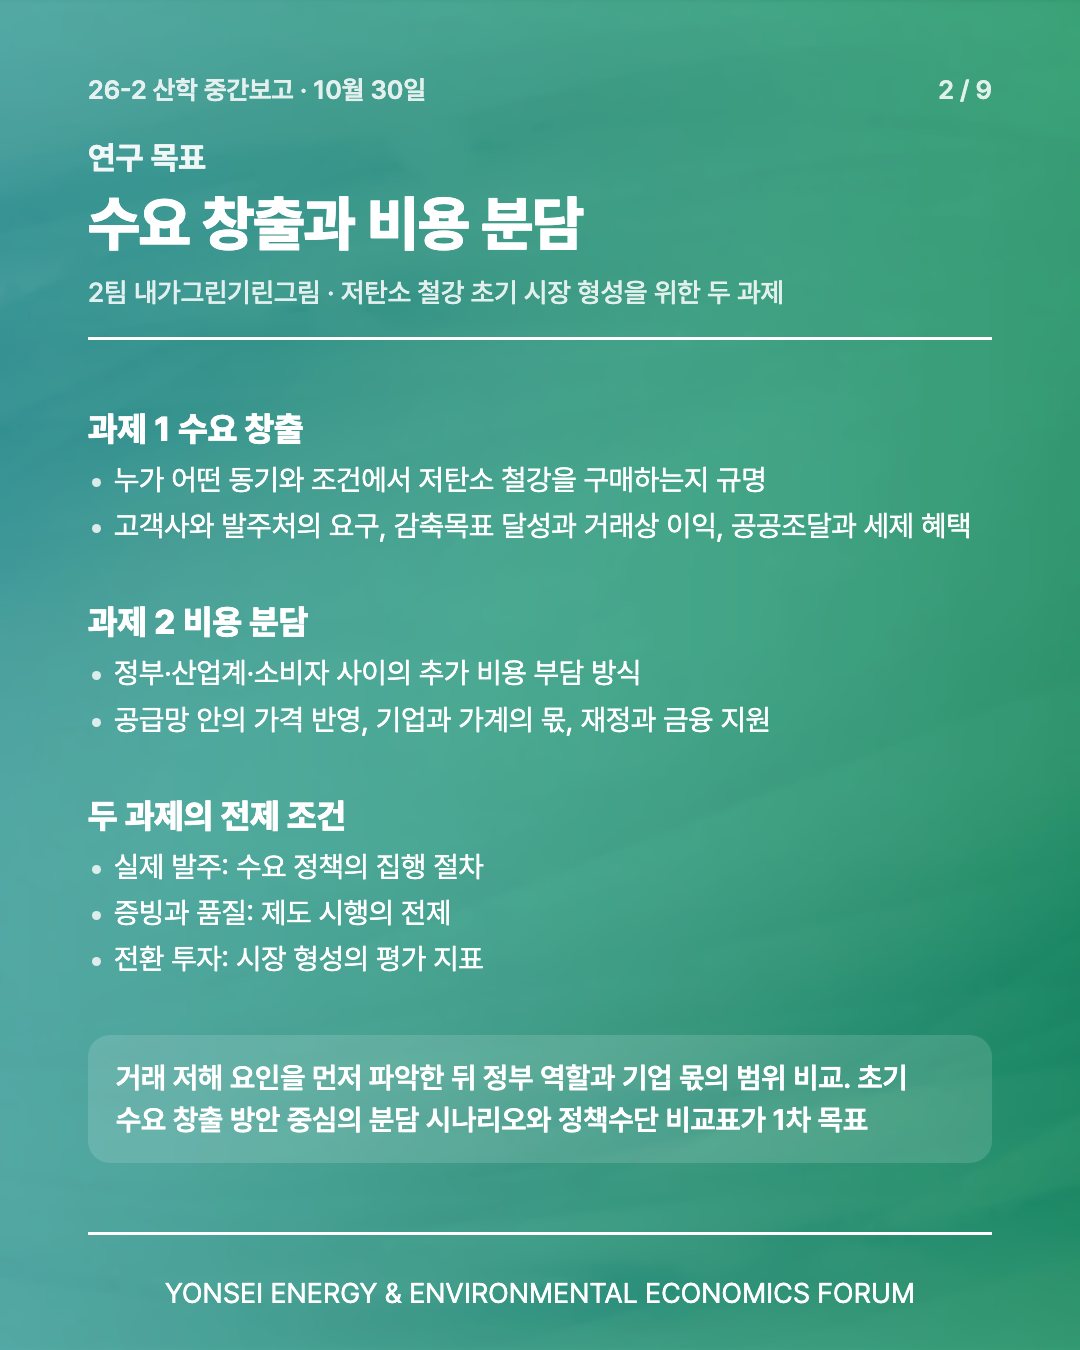 26-2 산학 중간보고 · 10월 30일
2 / 9
연구 목표
수요 창출과 비용 분담
2팀 내가그린기린그림 · 저탄소 철강 초기 시장 형성을 위한 두 과제
과제 1 수요 창출
• 누가 어떤 동기와 조건에서 저탄소 철강을 구매하는지 규명
• 고객사와 발주처의 요구, 감축목표 달성과 거래상 이익, 공공조달과 세제 혜택
과제 2 비용 분담
• 정부·산업계·소비자 사이의 추가 비용 부담 방식
• 공급망 안의 가격 반영, 기업과 가계의 몫, 재정과 금융 지원
두 과제의 전제 조건
• 실제 발주: 수요 정책의 집행 절차
• 증빙과 품질: 제도 시행의 전제
• 전환 투자: 시장 형성의 평가 지표
거래 저해 요인을 먼저 파악한 뒤 정부 역할과 기업 몫의 범위 비교. 초기
수요 창출 방안 중심의 분담 시나리오와 정책수단 비교표가 1차 목표
YONSEI ENERGY & ENVIRONMENTAL ECONOMICS FORUM